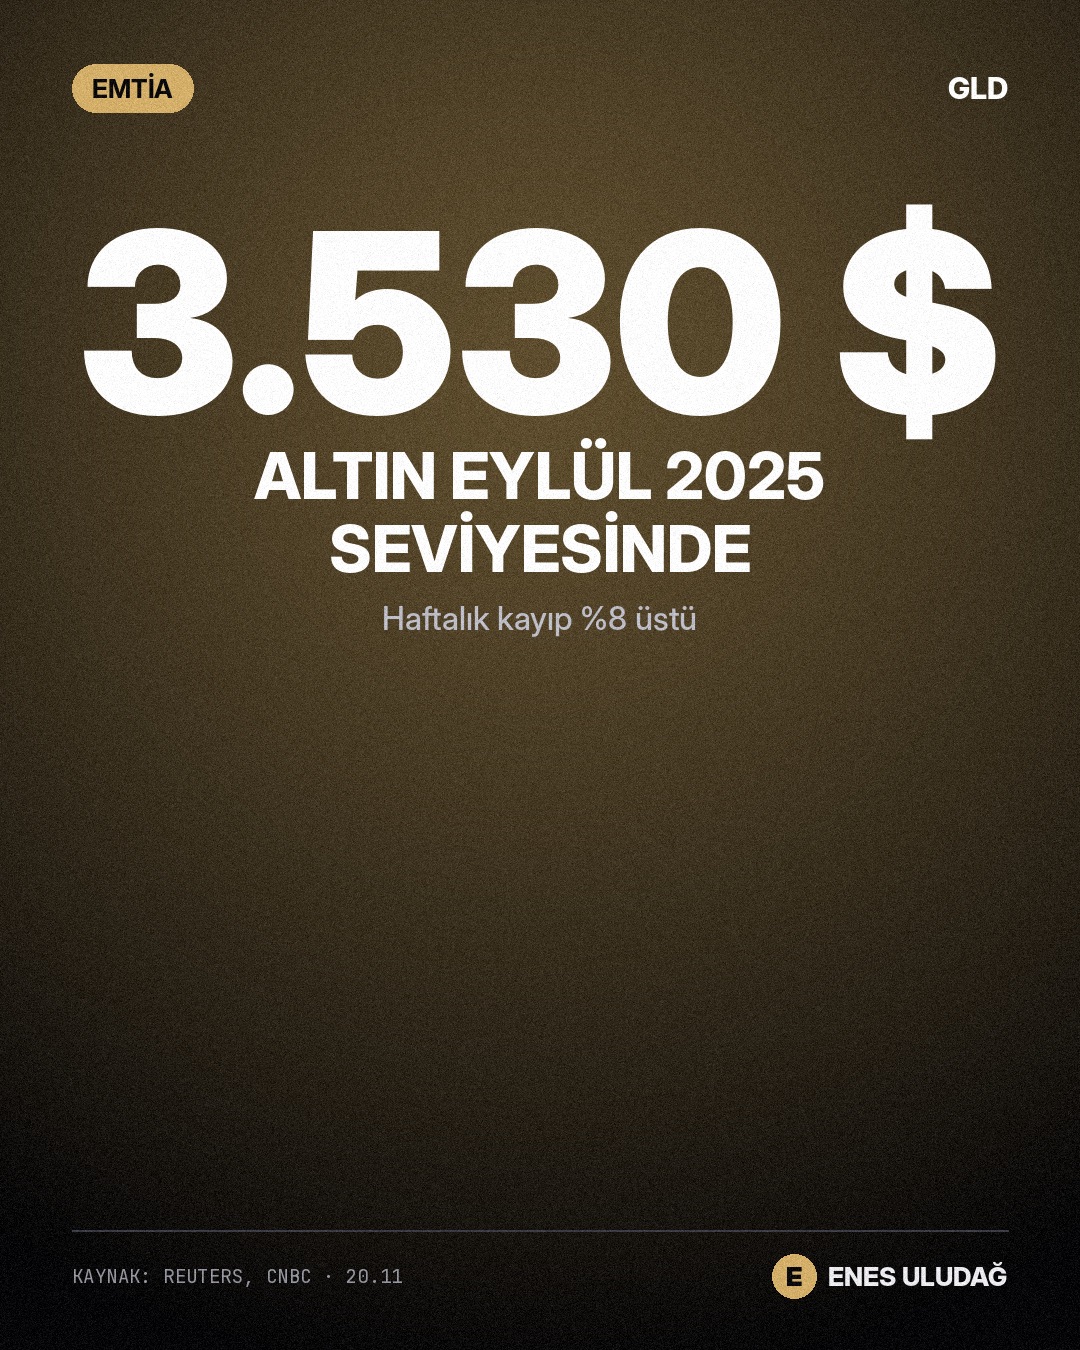 EMTİA
GLD
3.530 $
ALTIN EYLÜL 2025
SEVİYESİNDE
Haftalık kayıp %8 üstü
KAYNAK: REUTERS, CNBC · 20.11
E ENES ULUDAĞ